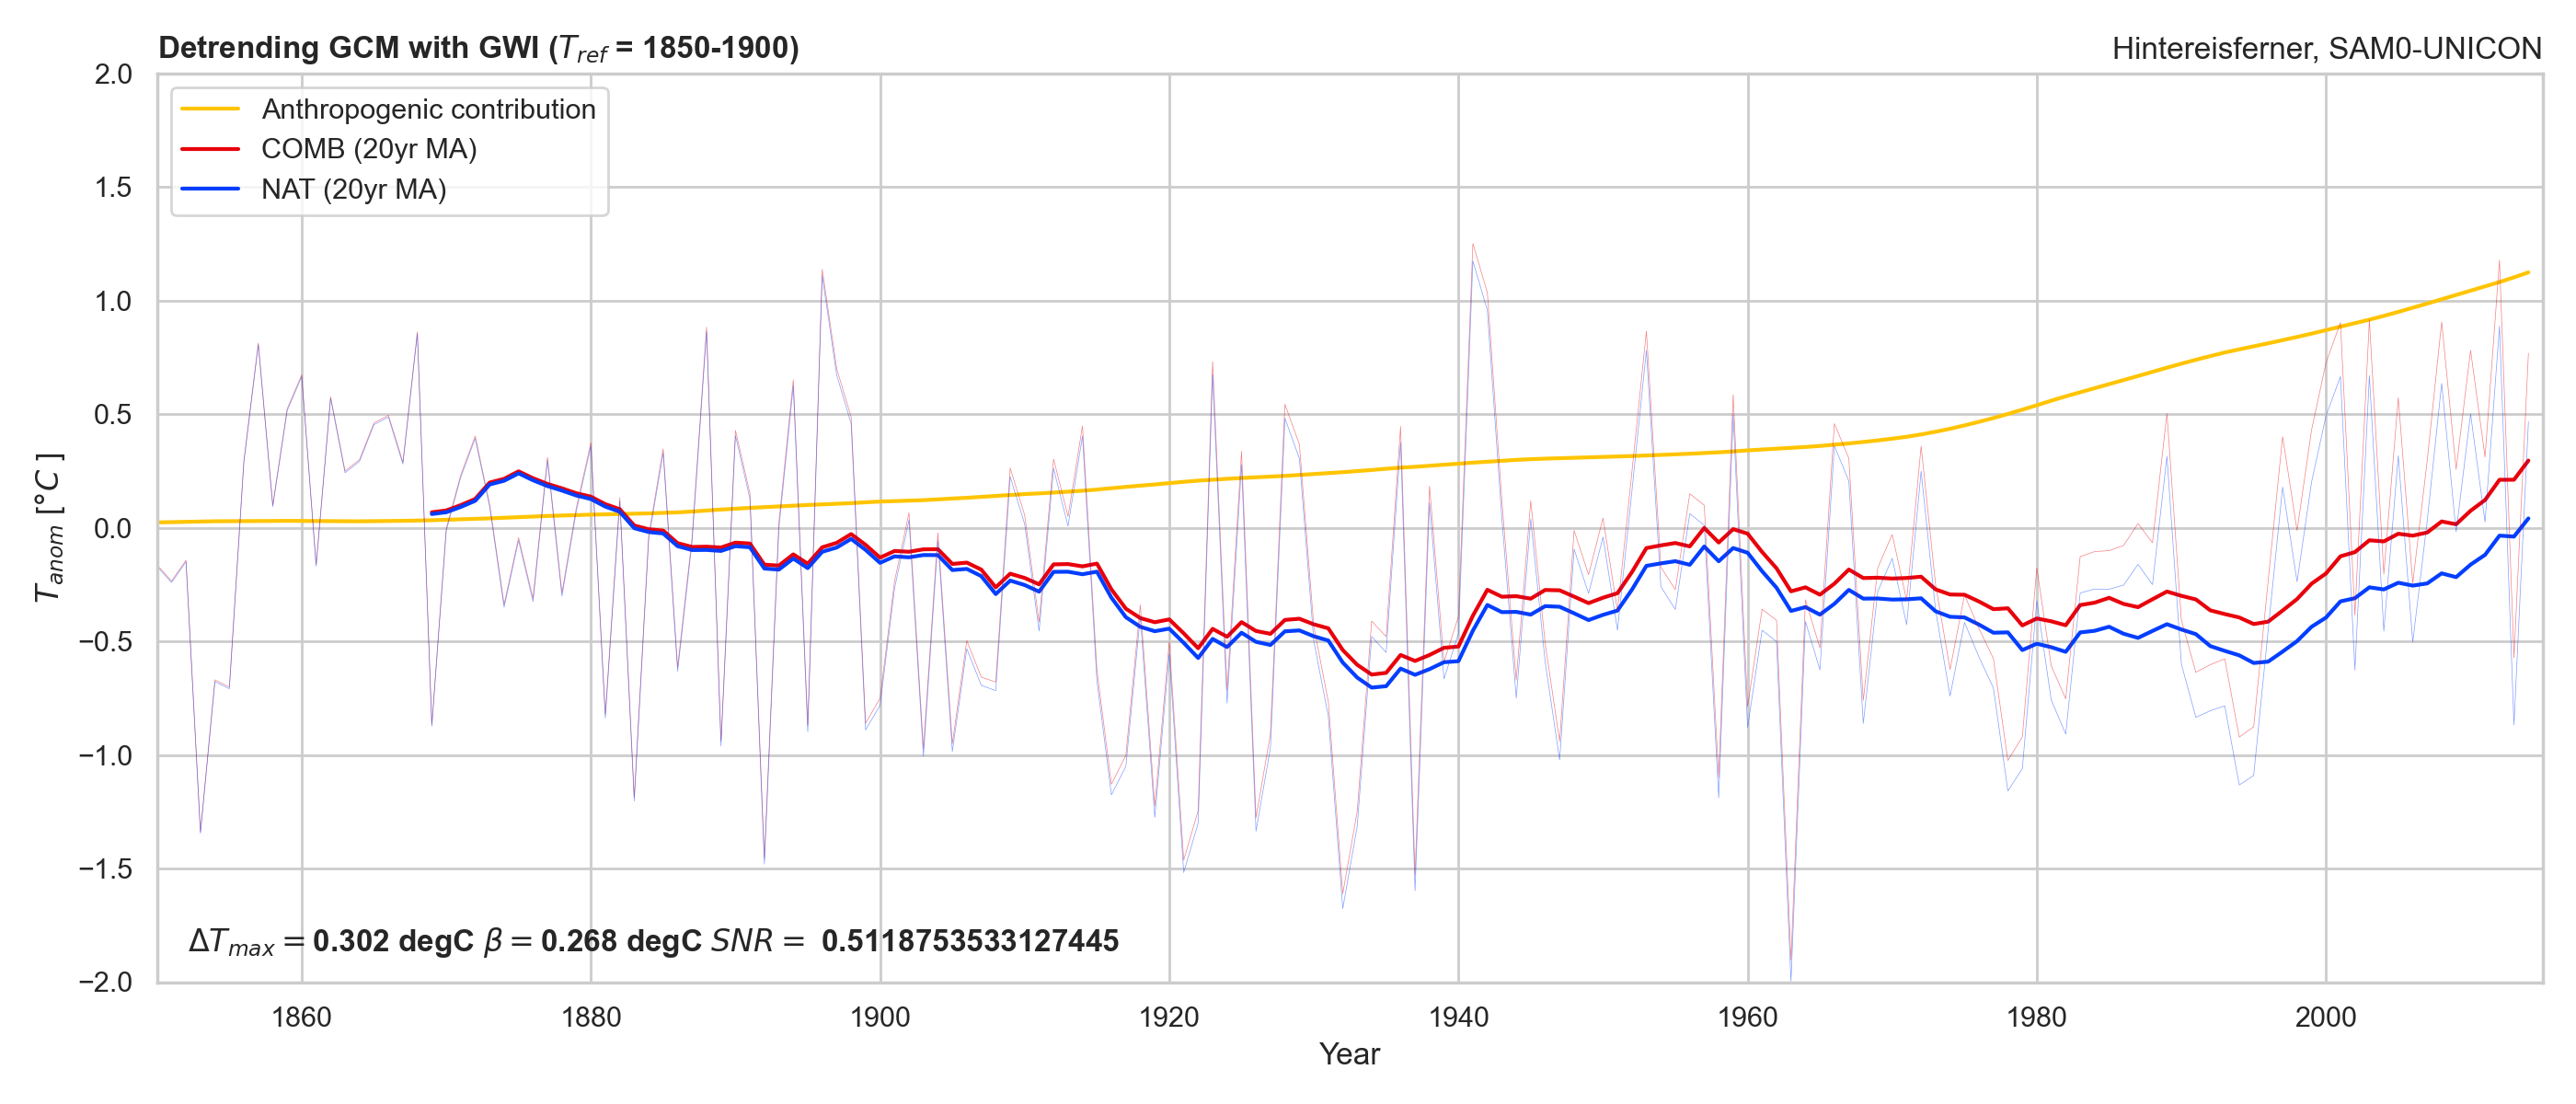 Detrending GCM with GWI (T_ref = 1850-1900)
Hintereisferner, SAM0-UNICON
2.0
1.5
1.0
0.5
0.0
−0.5
−1.0
−1.5
−2.0
T_anom [°C ]
Anthropogenic contribution
COMB (20yr MA)
NAT (20yr MA)
ΔT_max = 0.302 degC β = 0.268 degC SNR = 0.5118753533127445
1860 1880 1900 1920 1940 1960 1980 2000
Year